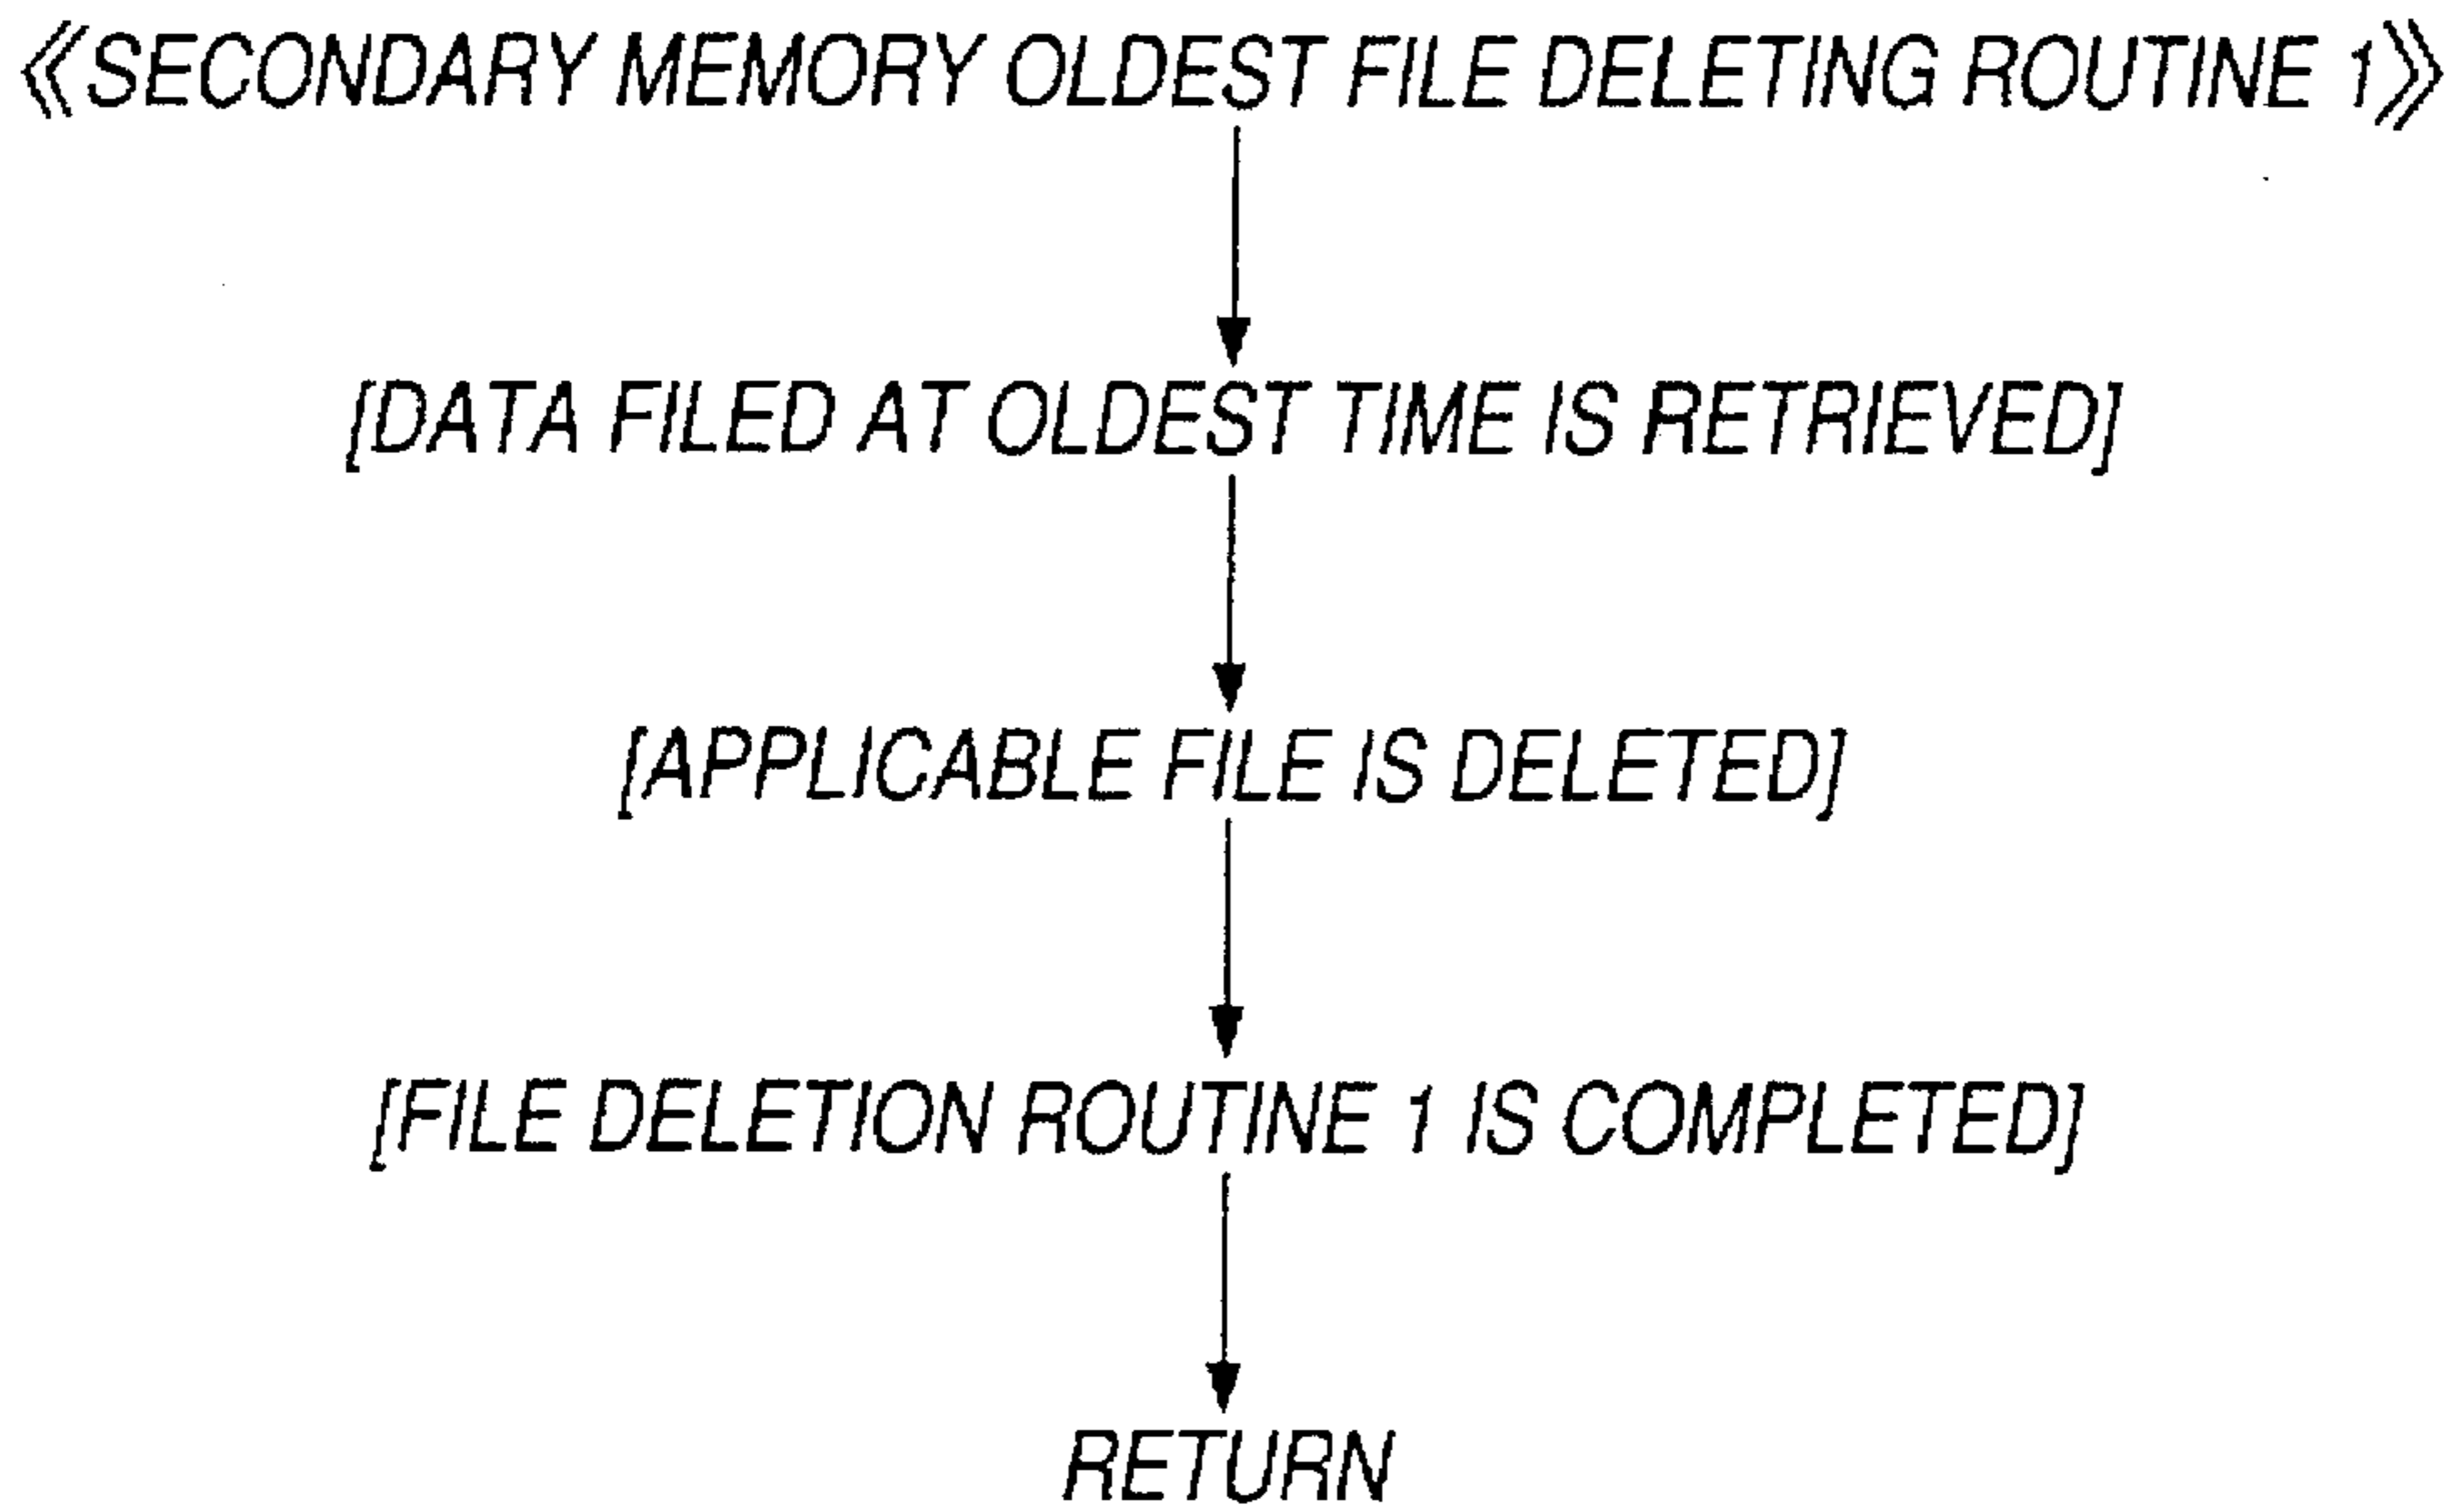 《SECONDARY MEMORY OLDEST FILE DELETING ROUTINE 1》
[DATA FILED AT OLDEST TIME IS RETRIEVED]
[APPLICABLE FILE IS DELETED]
[FILE DELETION ROUTINE 1 IS COMPLETED]
RETURN